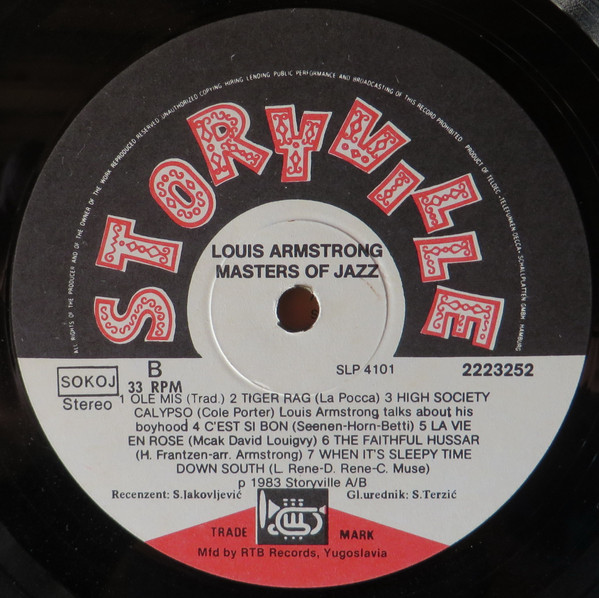 ALL RIGHTS OF THE PRODUCER AND OF THE OWNER OF THE WORK REPRODUCED RESERVED UNAUTHORIZED COPYING HIRING LENDING PUBLIC PERFORMANCE AND BROADCASTING OF THIS RECORD PROHIBITED PRODUCT OF TELDEC »TELEFUNKEN-DECCA« SCHALLPLATTEN GMBH HAMBURG
STORYVILLE
LOUIS ARMSTRONG
MASTERS OF JAZZ
SOKOJ
Stereo
B
33 RPM
SLP 4101
2223252
1 OLE MIS (Trad.) 2 TIGER RAG (La Pocca) 3 HIGH SOCIETY
CALYPSO (Cole Porter) Louis Armstrong talks about his
boyhood 4 C'EST SI BON (Seenen-Horn-Betti) 5 LA VIE
EN ROSE (Mcak David Louigvy) 6 THE FAITHFUL HUSSAR
(H. Frantzen-arr. Armstrong) 7 WHEN IT'S SLEEPY TIME
DOWN SOUTH (L. Rene-D. Rene-C. Muse)
p 1983 Storyville A/B
Recenzent: S.Jakovljević
Gl.urednik: S.Terzić
TRADE MARK
Mfd by RTB Records, Yugoslavia